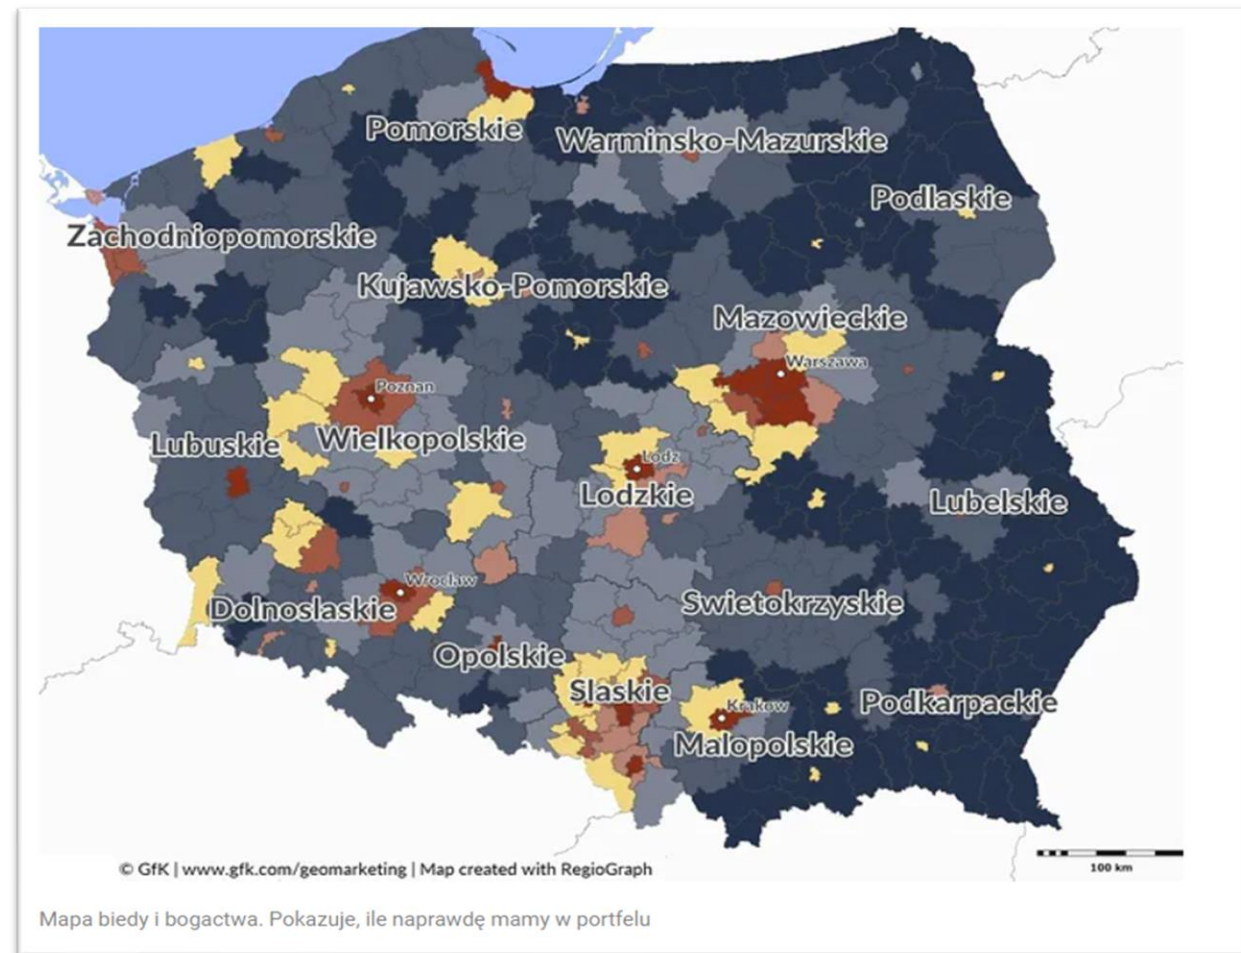 Pomorskie
Warminsko-Mazurskie
Podlaskie
Zachodniopomorskie
Kujawsko-Pomorskie
Mazowieckie
Warszawa
Poznan
Lubuskie
Wielkopolskie
Lodz
Lodzkie
Lubelskie
Wroclaw
Dolnoslaskie
Swietokrzyskie
Opolskie
Slaskie
Krakow
Podkarpackie
Malopolskie
100 km
© GfK | www.gfk.com/geomarketing | Map created with RegioGraph
Mapa biedy i bogactwa. Pokazuje, ile naprawdę mamy w portfelu